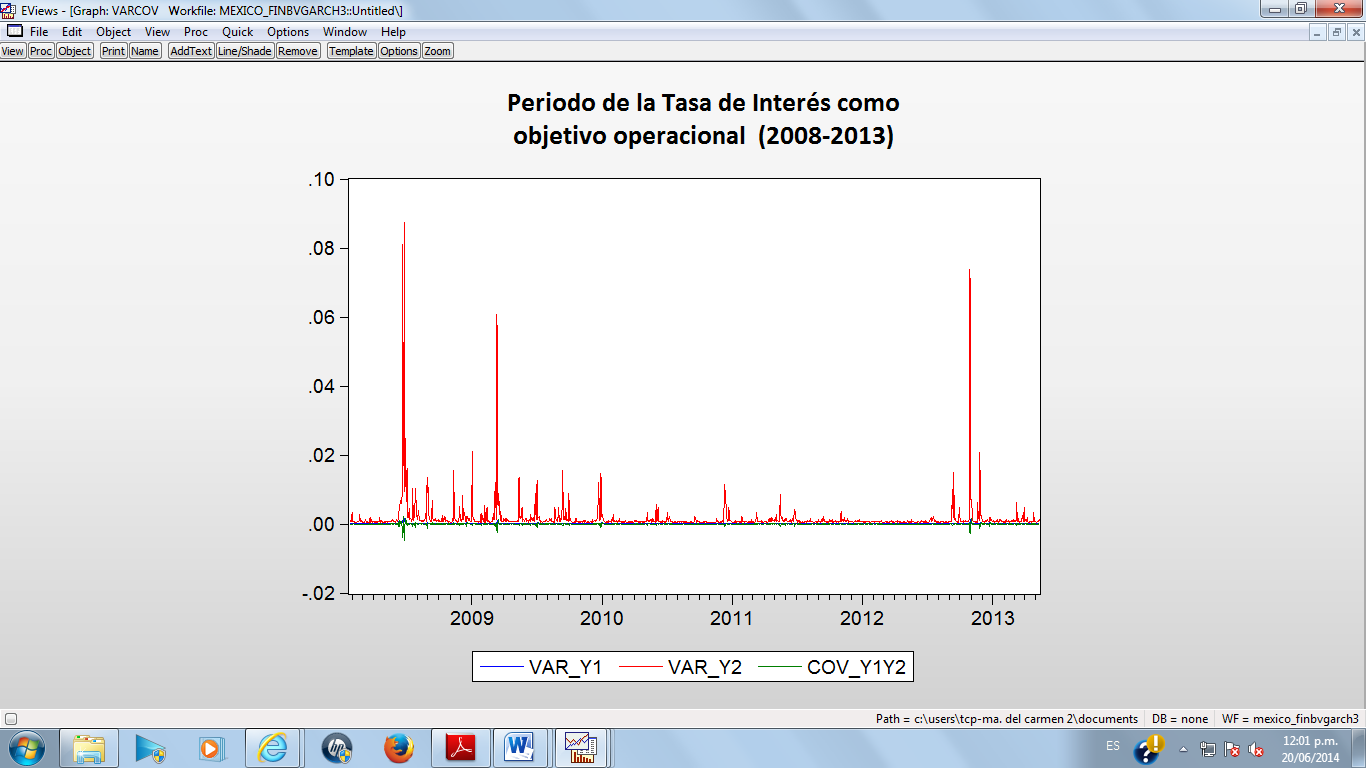 EViews - [Graph: VARCOV   Workfile: MEXICO_FINBVGARCH3::Untitled\]
File Edit Object View Proc Quick Options Window Help
View Proc Object Print Name AddText Line/Shade Remove Template Options Zoom
Periodo de la Tasa de Interés como
objetivo operacional  (2008-2013)
.10
.08
.06
.04
.02
.00
-.02
2009 2010 2011 2012 2013
VAR_Y1 VAR_Y2 COV_Y1Y2
Path = c:\users\tcp-ma. del carmen 2\documents DB = none WF = mexico_finbvgarch3
ES
12:01 p.m.
20/06/2014